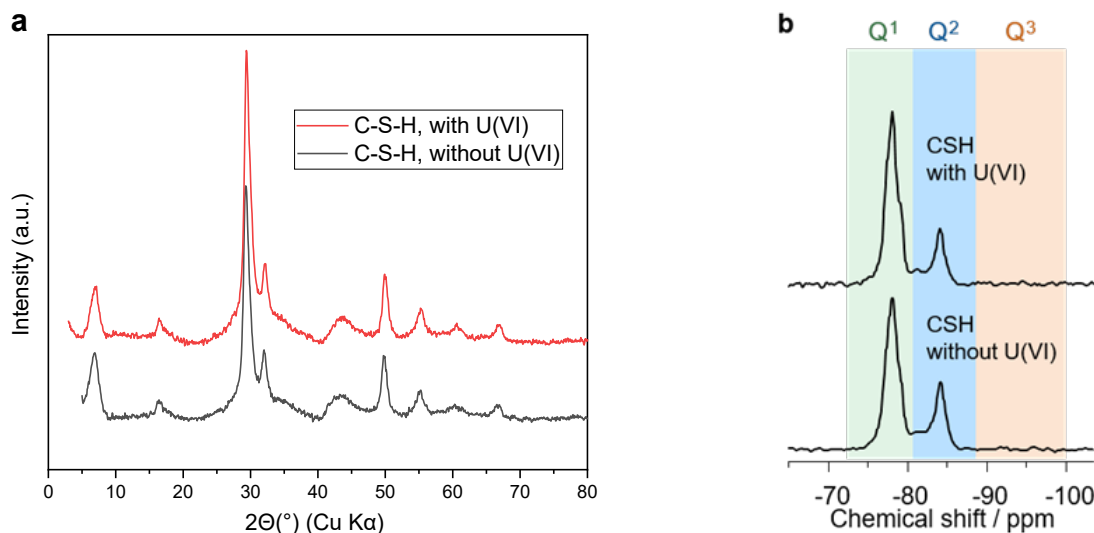 a
Intensity (a.u.)
C-S-H, with U(VI)
C-S-H, without U(VI)
0 10 20 30 40 50 60 70 80
2Θ(°) (Cu Kα)
b
Q¹ Q² Q³
CSH
with U(VI)
CSH
without U(VI)
-70 -80 -90 -100
Chemical shift / ppm